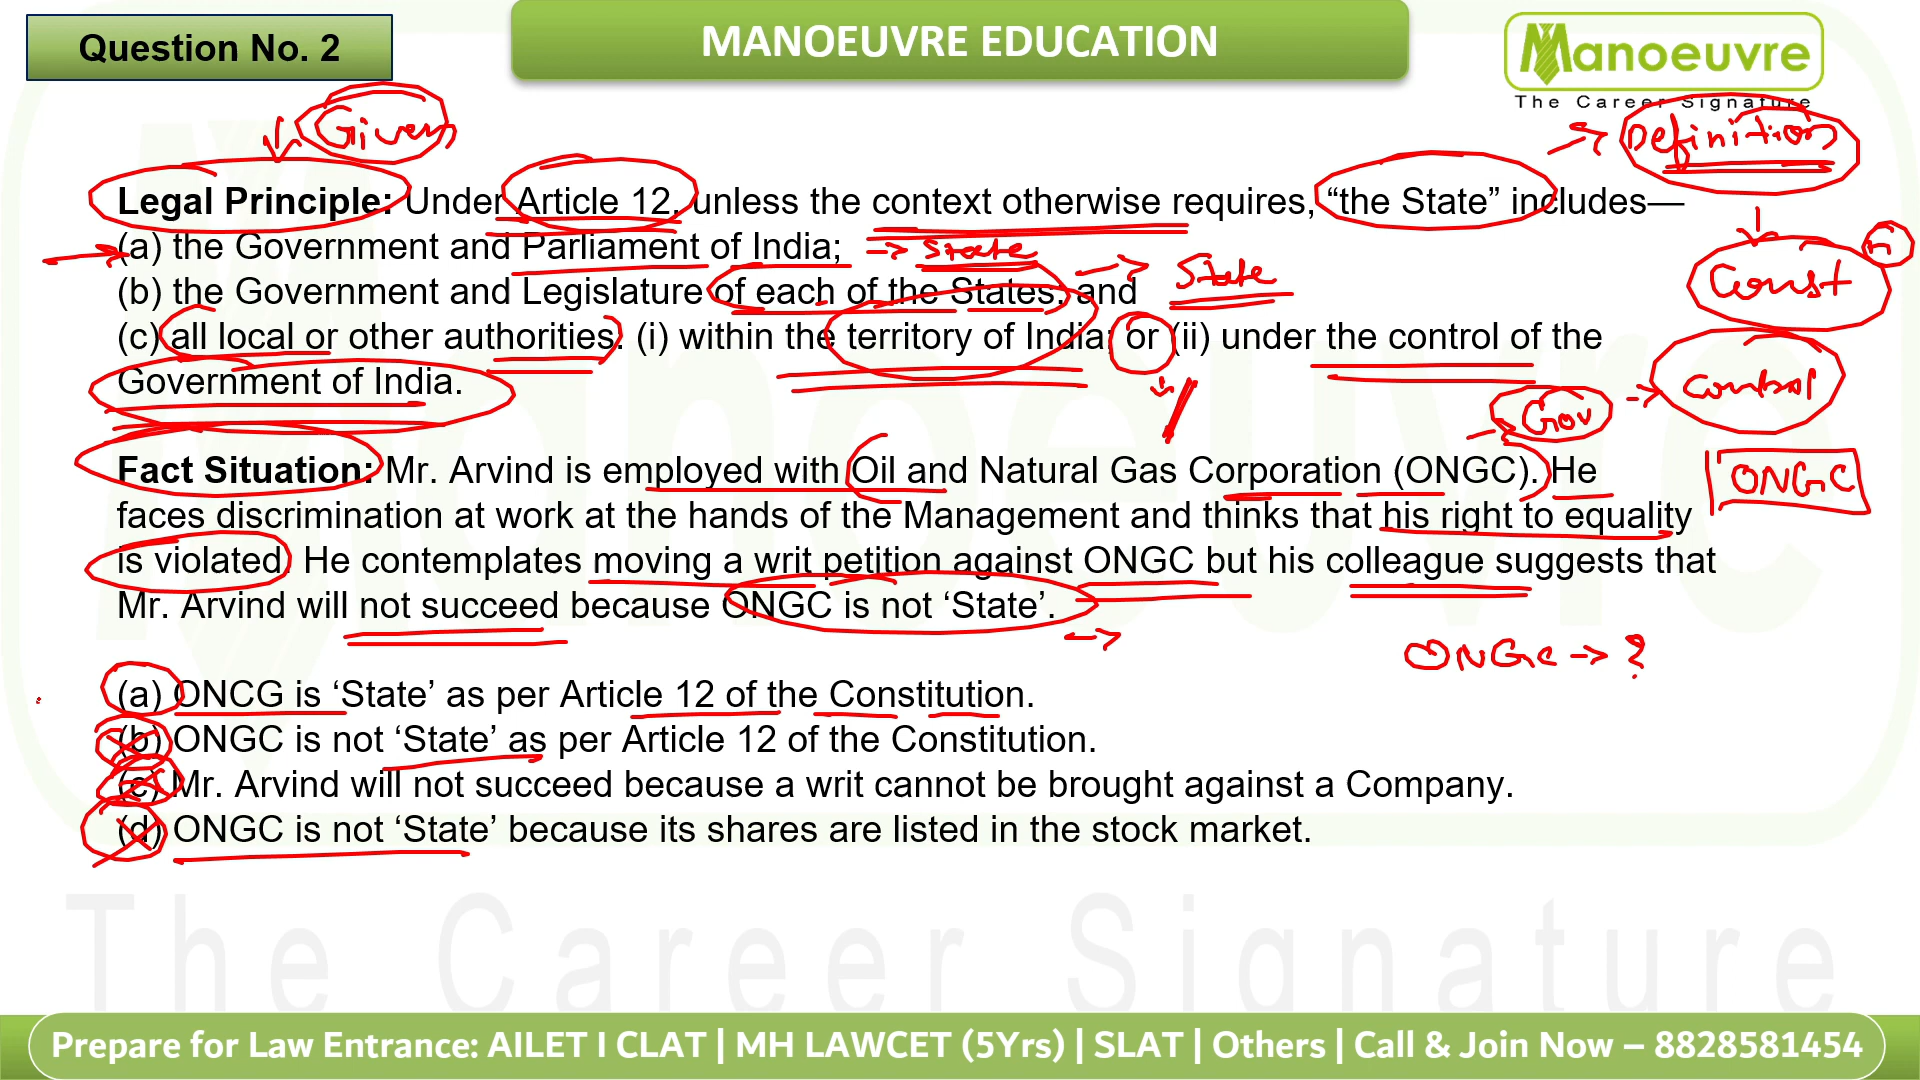 Question No. 2
MANOEUVRE EDUCATION
Manoeuvre
The Career Signature
Given
Definition
Legal Principle: Under Article 12, unless the context otherwise requires, “the State” includes—
(a) the Government and Parliament of India;
State
(b) the Government and Legislature of each of the States; and
State
Const
n
(c) all local or other authorities: (i) within the territory of India; or (ii) under the control of the
Government of India.
Control
Gov
Fact Situation: Mr. Arvind is employed with Oil and Natural Gas Corporation (ONGC). He
ONGC
faces discrimination at work at the hands of the Management and thinks that his right to equality
is violated. He contemplates moving a writ petition against ONGC but his colleague suggests that
Mr. Arvind will not succeed because ONGC is not ‘State’.
ONGC → ?
(a) ONCG is ‘State’ as per Article 12 of the Constitution.
(b) ONGC is not ‘State’ as per Article 12 of the Constitution.
(c) Mr. Arvind will not succeed because a writ cannot be brought against a Company.
(d) ONGC is not ‘State’ because its shares are listed in the stock market.
The Career Signature
Prepare for Law Entrance: AILET I CLAT | MH LAWCET (5Yrs) | SLAT | Others | Call & Join Now – 8828581454